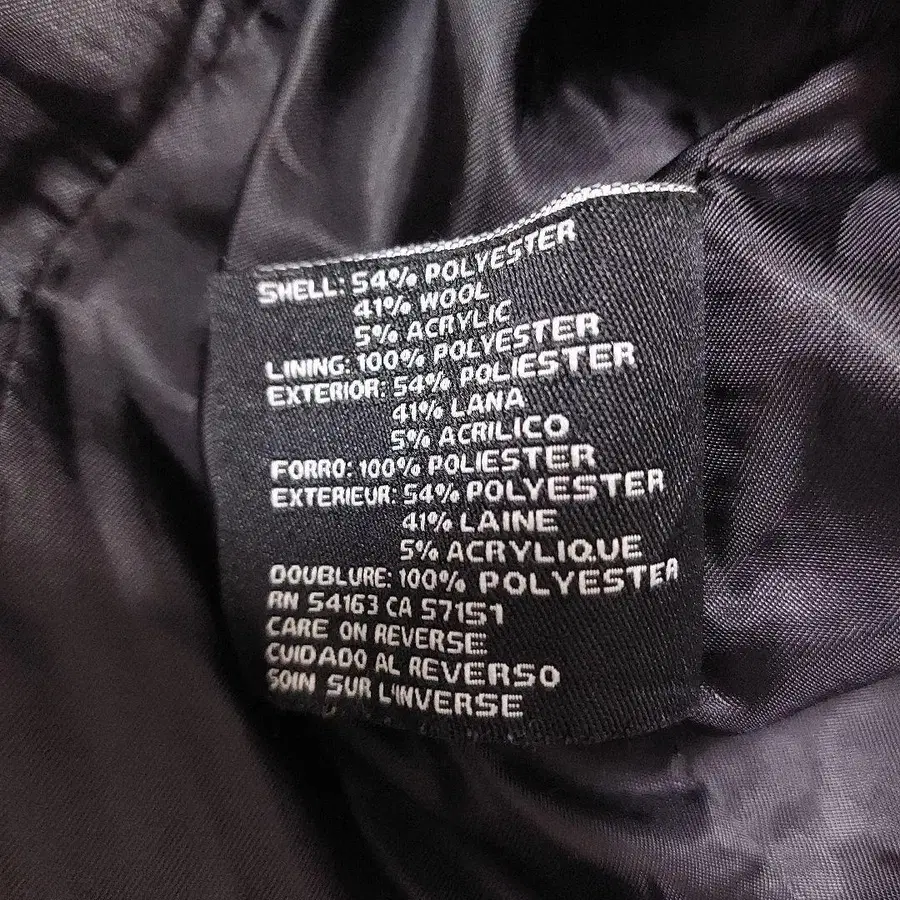 SHELL: 54% POLYESTER
41% WOOL
5% ACRYLIC
LINING: 100% POLYESTER
EXTERIOR: 54% POLIESTER
41% LANA
5% ACRILICO
FORRO: 100% POLIESTER
EXTERIEUR: 54% POLYESTER
41% LAINE
5% ACRYLIQUE
DOUBLURE: 100% POLYESTER
RN 54163 CA 57151
CARE ON REVERSE
CUIDADO AL REVERSO
SOIN SUR L'INVERSE